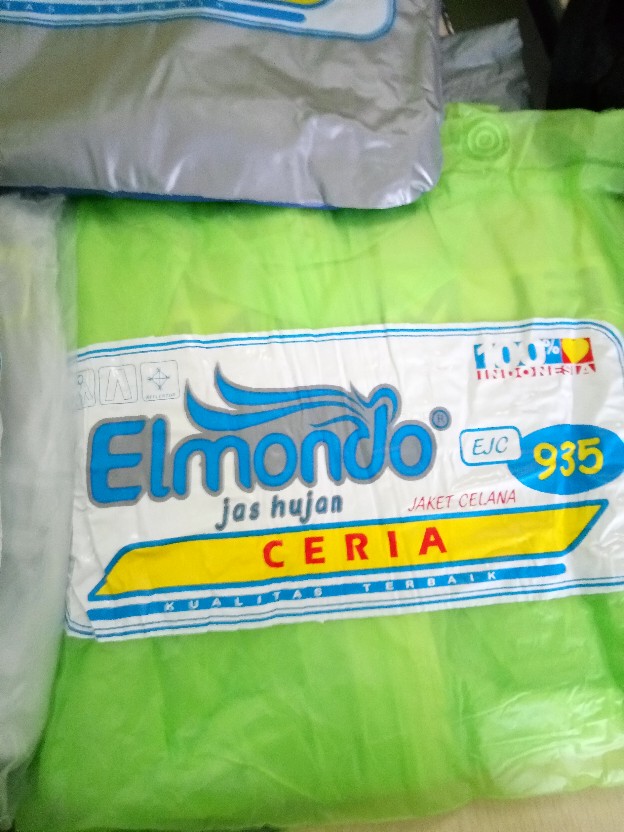 100%
INDONESIA
Elmondo®
EJC 935
jas hujan
JAKET CELANA
CERIA
KUALITAS TERBAIK